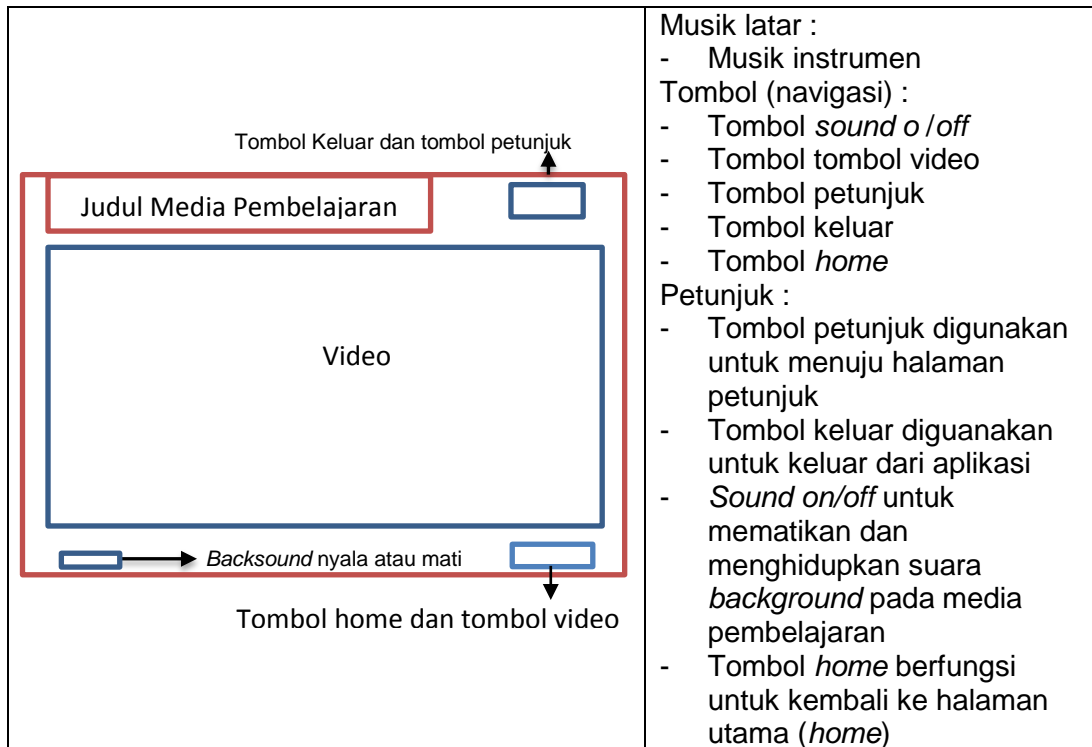 Tombol Keluar dan tombol petunjuk
Judul Media Pembelajaran
Video
Backsound nyala atau mati
Tombol home dan tombol video
Musik latar :
- Musik instrumen
Tombol (navigasi) :
- Tombol sound o /off
- Tombol tombol video
- Tombol petunjuk
- Tombol keluar
- Tombol home
Petunjuk :
- Tombol petunjuk digunakan
untuk menuju halaman
petunjuk
- Tombol keluar diguanakan
untuk keluar dari aplikasi
- Sound on/off untuk
mematikan dan
menghidupkan suara
background pada media
pembelajaran
- Tombol home berfungsi
untuk kembali ke halaman
utama (home)